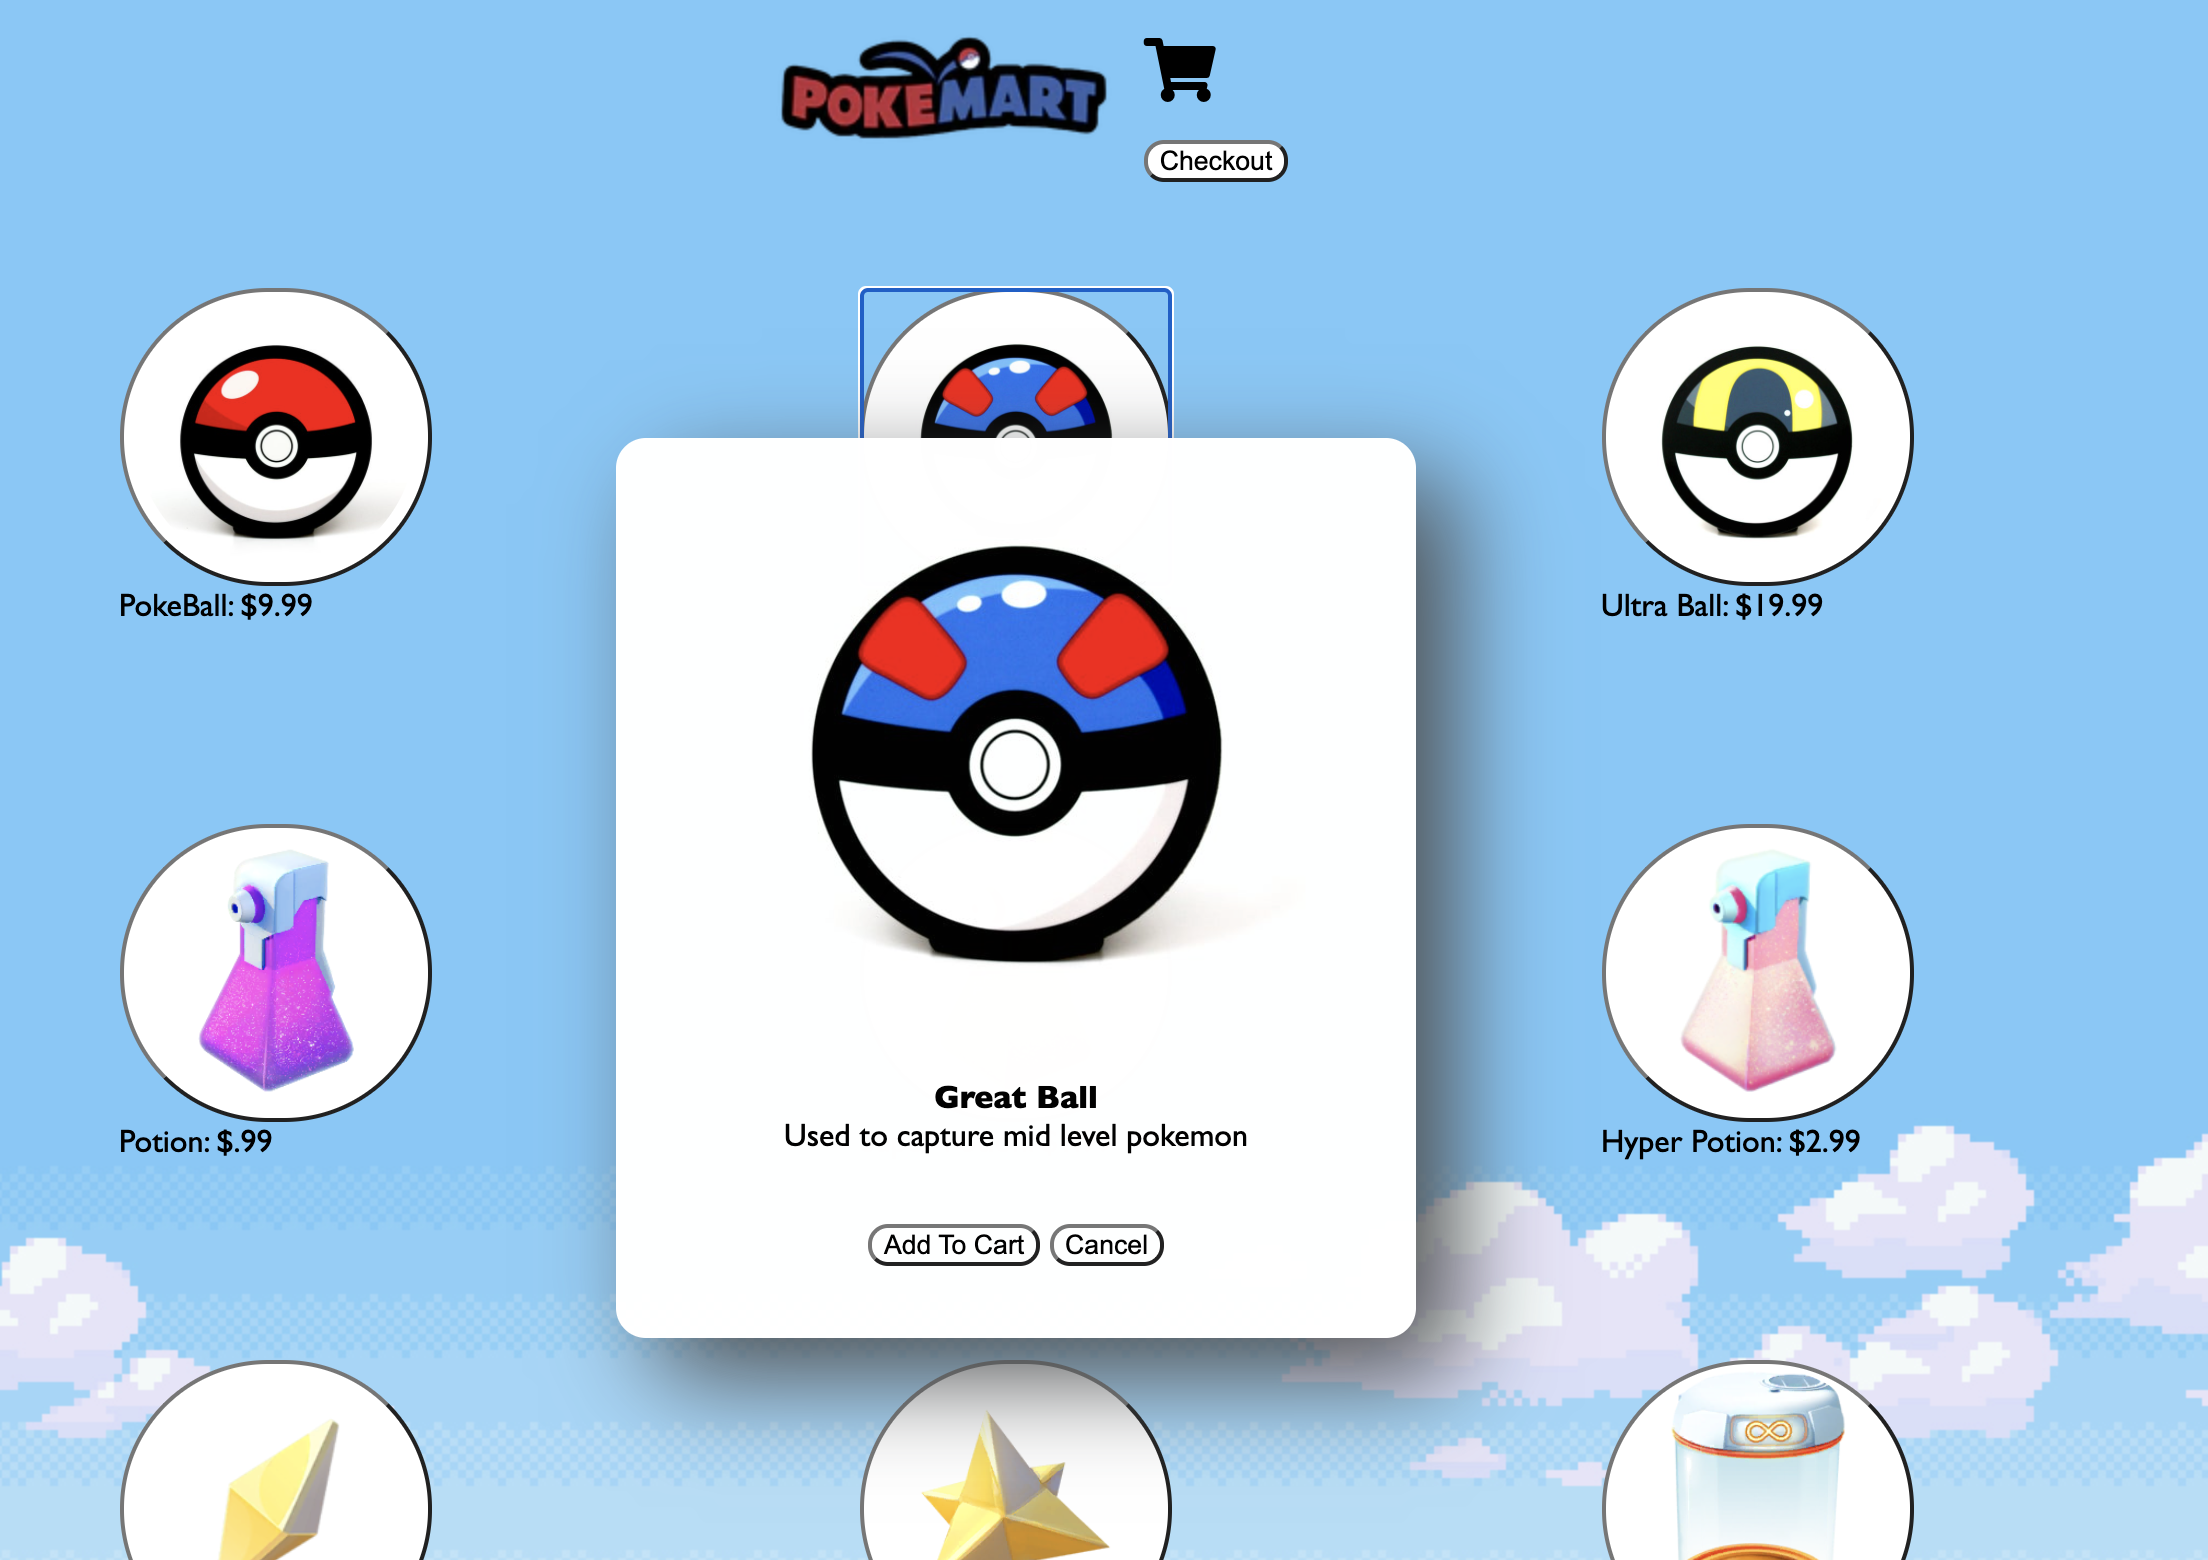 POKEMART
Checkout
PokeBall: $9.99
Ultra Ball: $19.99
Great Ball
Used to capture mid level pokemon
Add To Cart
Cancel
Potion: $.99
Hyper Potion: $2.99